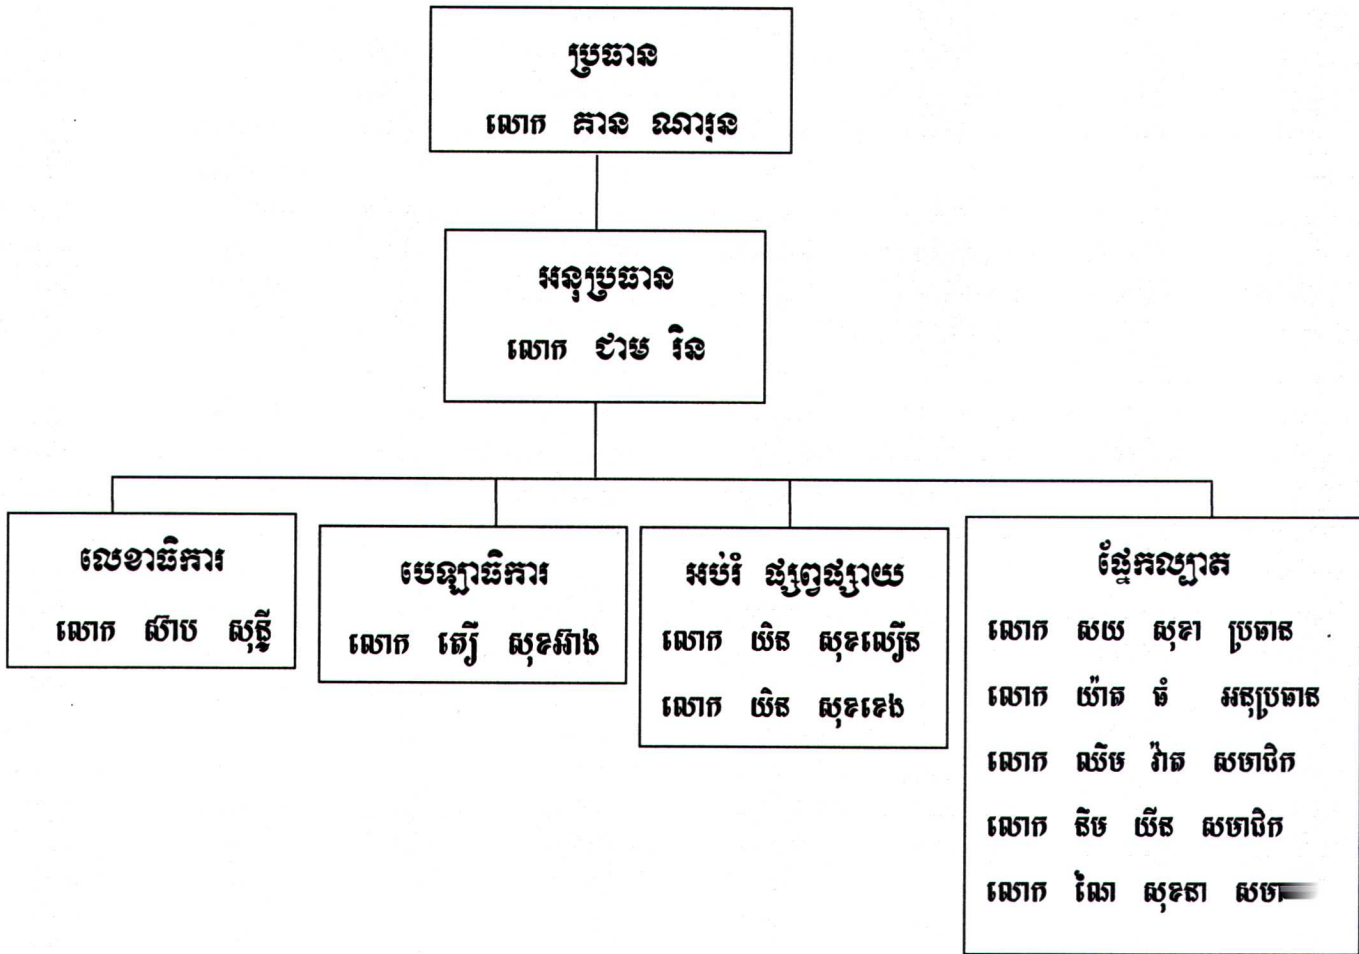 ប្រធាន
លោក គាន ណារុន
អនុប្រធាន
លោក ជាម រិន
លេខាធិការ
លោក ស៊ាប សុន្នី
បេឡាធិការ
លោក ត្យើ សុខអ៊ាង
អប់រំ ផ្សព្វផ្សាយ
លោក យិន សុខល្យើន
លោក យិន សុខខេង
ផ្នែកល្បាត
លោក សយ សុខា ប្រធាន
លោក យ៉ាត ធំ អនុប្រធាន
លោក ឈឹម វ៉ាត សមាជិក
លោក និម យីន សមាជិក
លោក ណៃ សុខនា